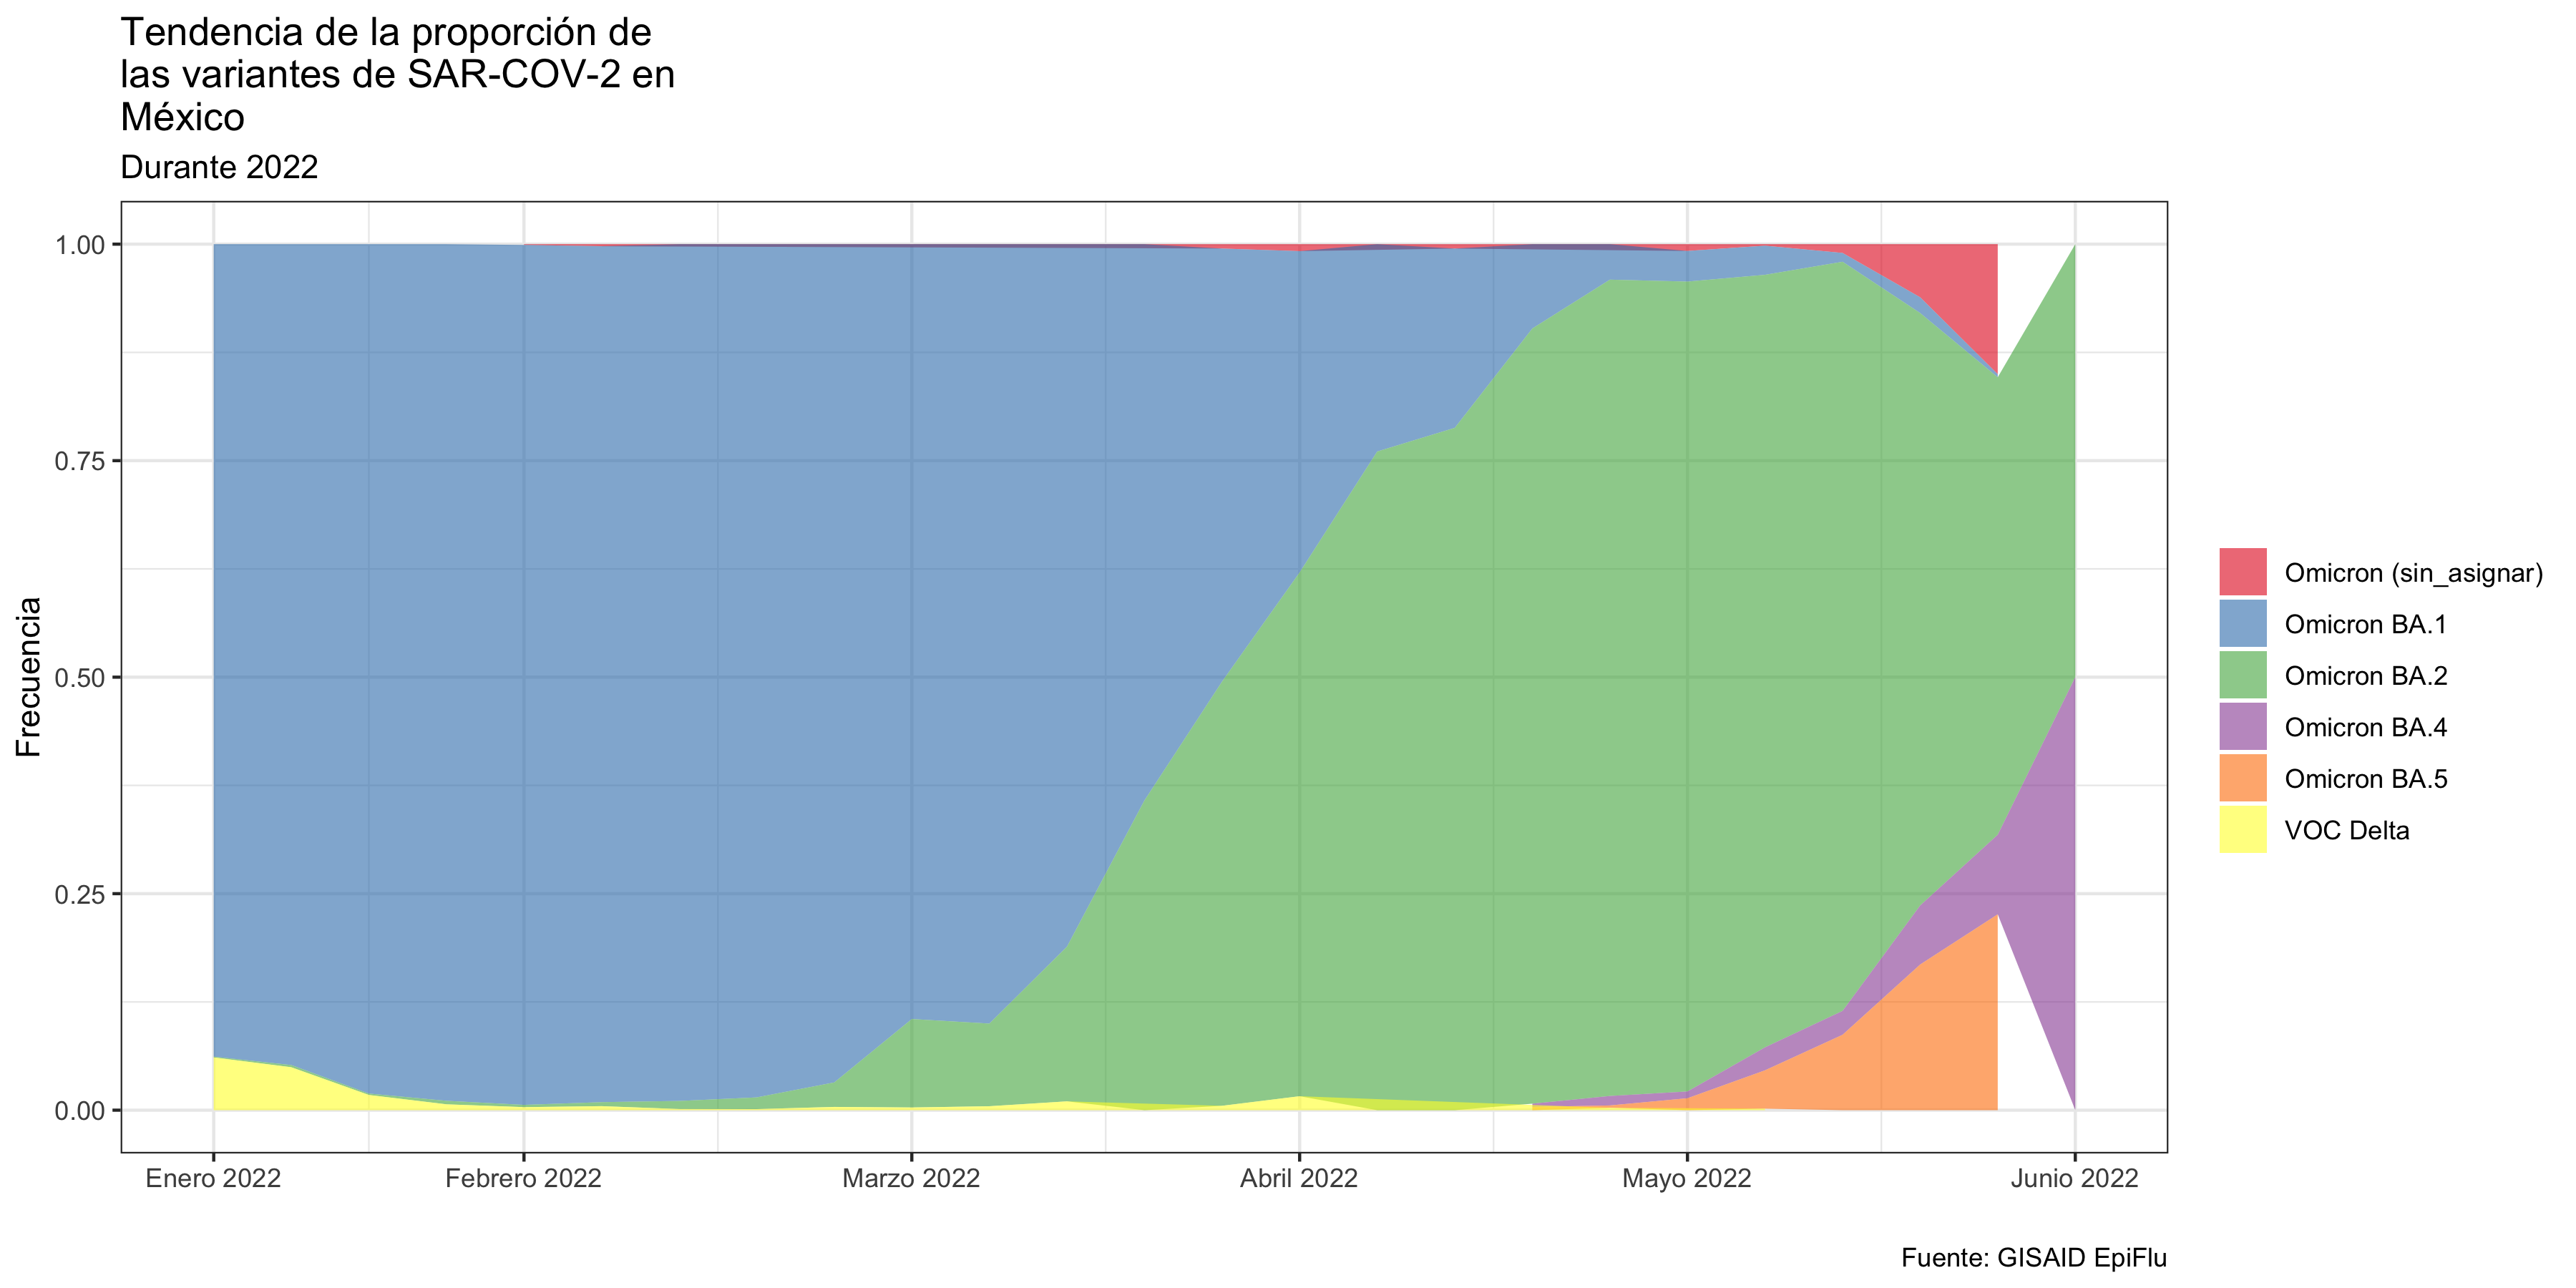 Tendencia de la proporción de
las variantes de SAR-COV-2 en
México
Durante 2022
Frecuencia
1.00
0.75
0.50
0.25
0.00
Enero 2022
Febrero 2022
Marzo 2022
Abril 2022
Mayo 2022
Junio 2022
Omicron (sin_asignar)
Omicron BA.1
Omicron BA.2
Omicron BA.4
Omicron BA.5
VOC Delta
Fuente: GISAID EpiFlu